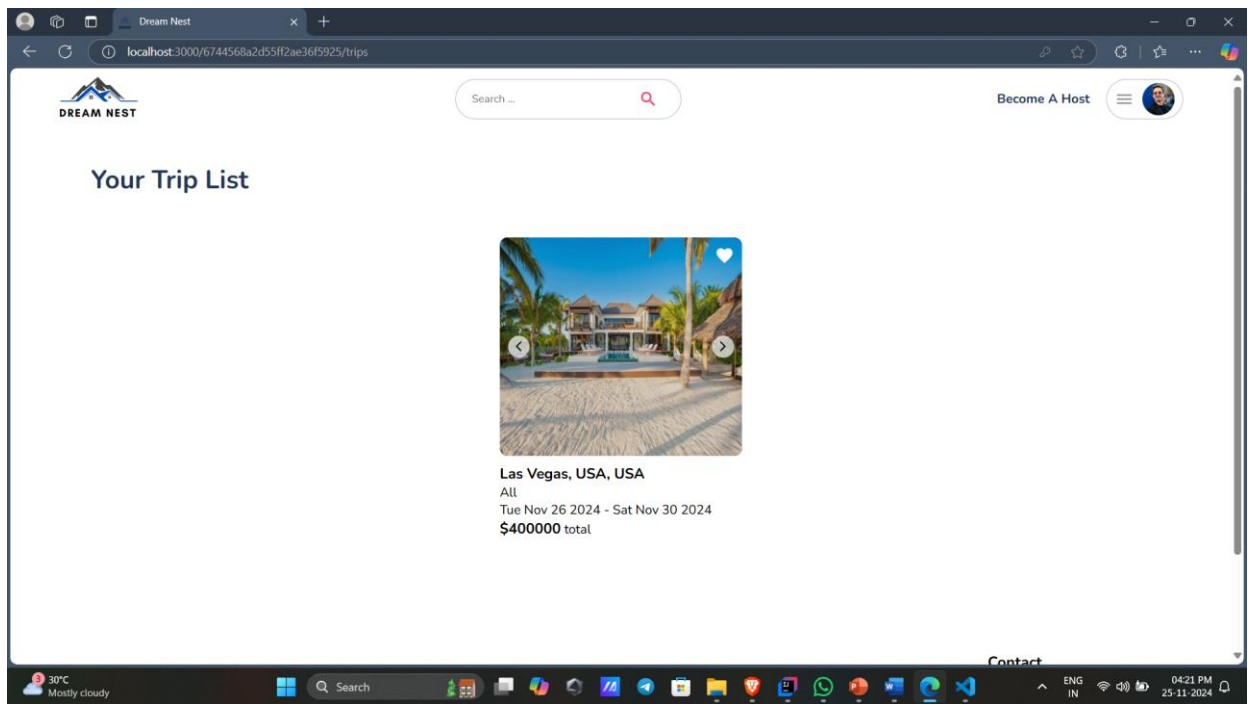 Dream Nest
localhost:3000/6744568a2d55ff2ae36f5925/trips
DREAM NEST
Search ...
Become A Host
Your Trip List
Las Vegas, USA, USA
All
Tue Nov 26 2024 - Sat Nov 30 2024
$400000 total
Contact
3
30°C
Mostly cloudy
Search
ENG
IN
04:21 PM
25-11-2024